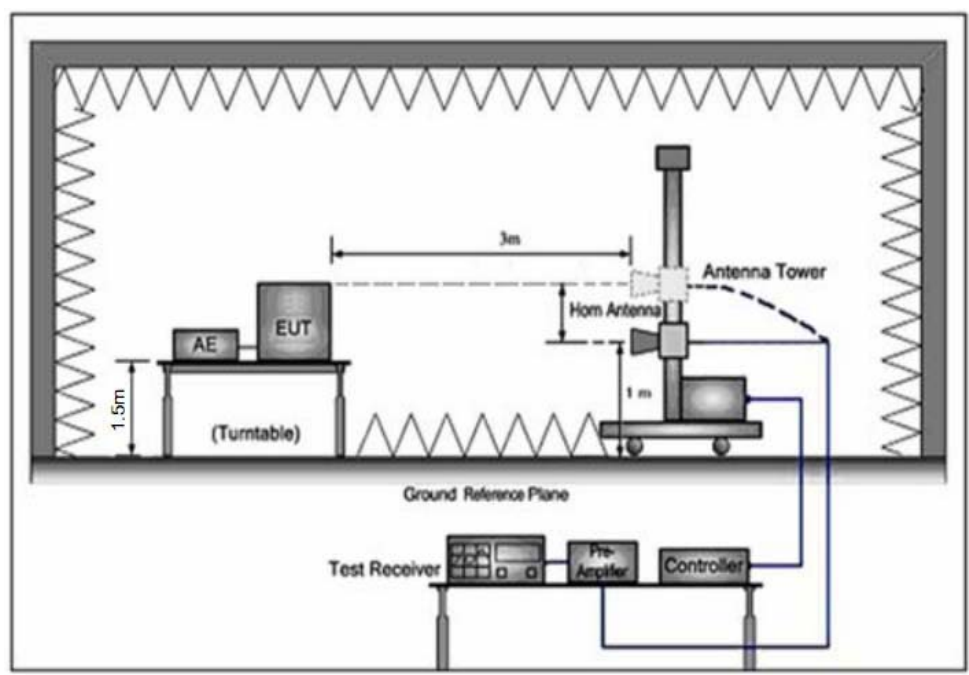 3m
Antenna Tower
Horn Antenna
EUT
AE
1.5m
1 m
(Turntable)
Ground Reference Plane
Test Receiver
Pre-
Amplifier
Controller